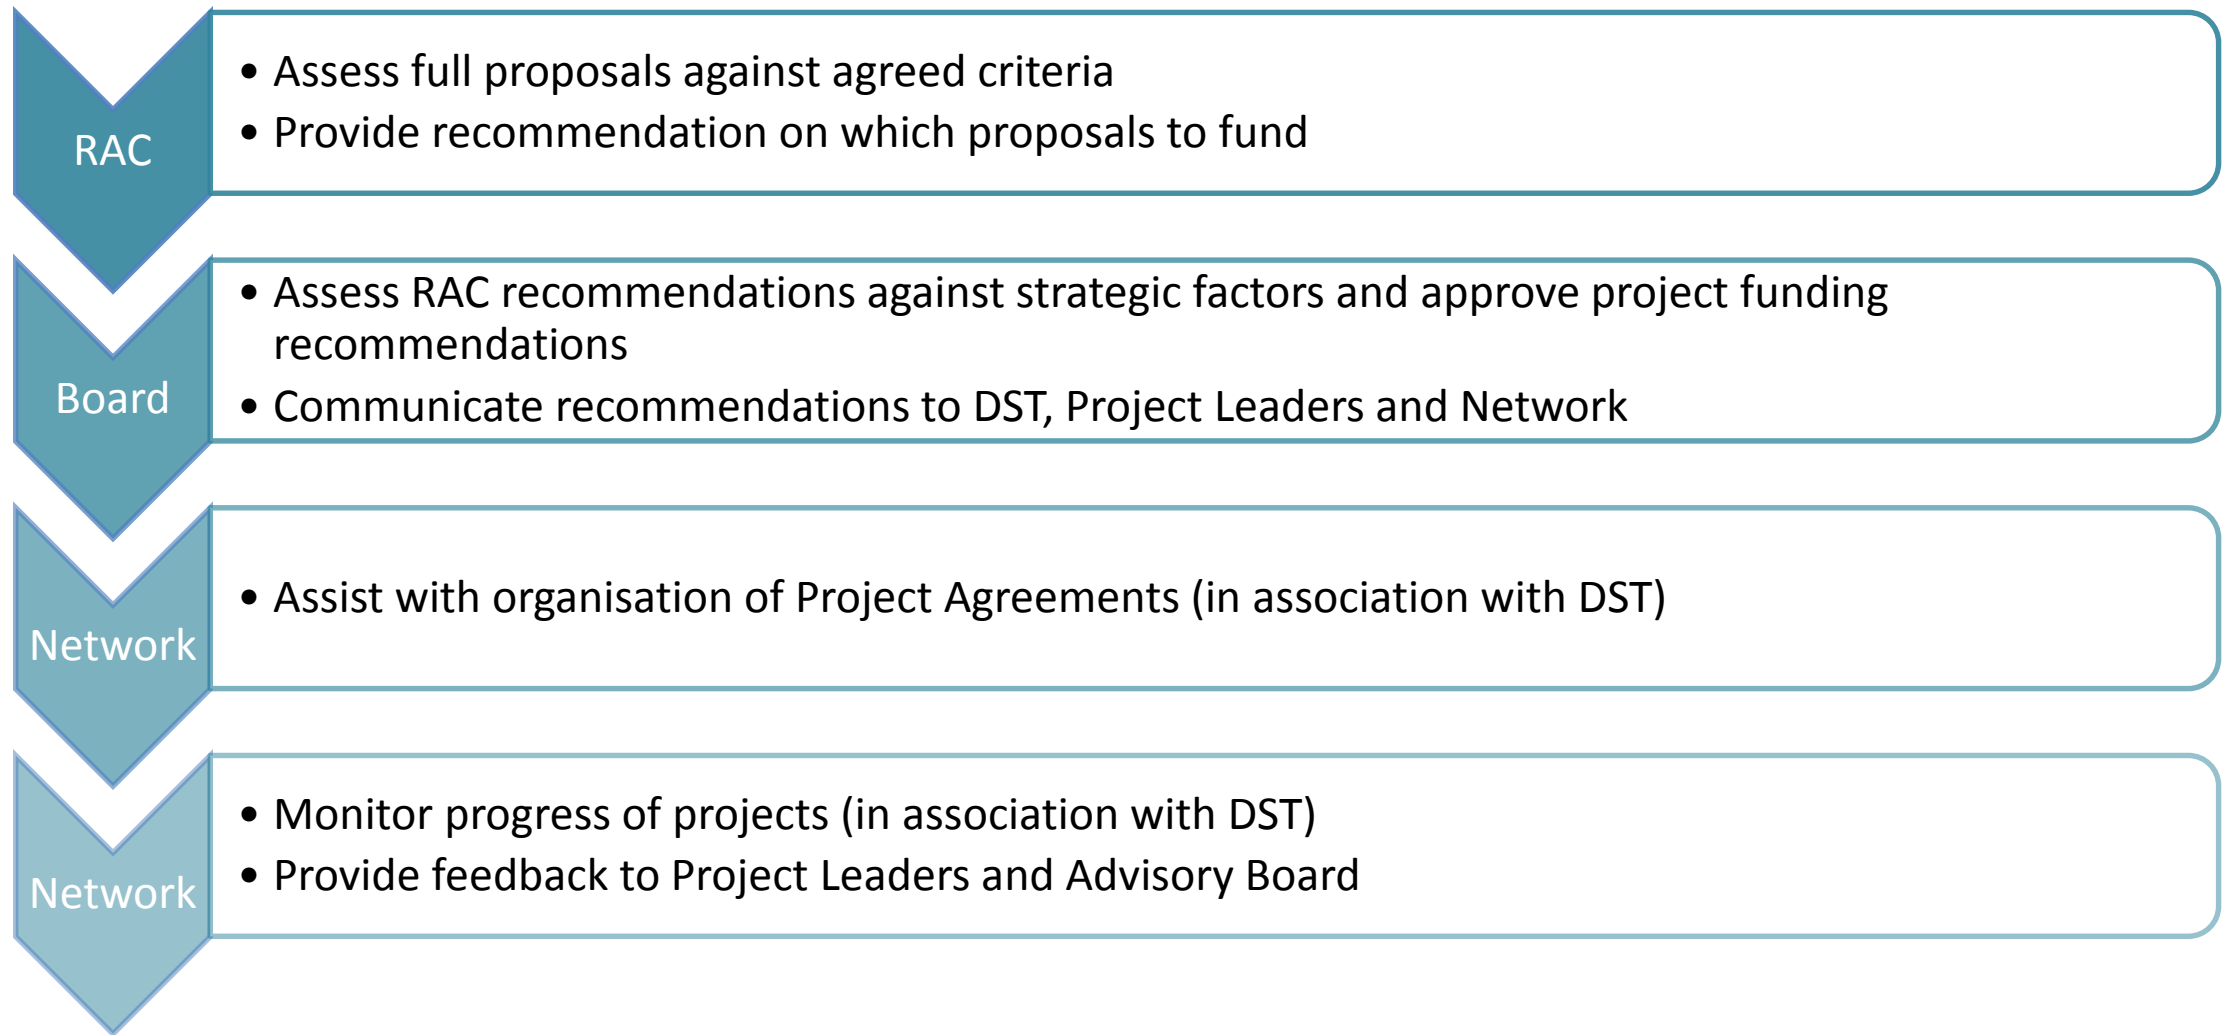 RAC
• Assess full proposals against agreed criteria
• Provide recommendation on which proposals to fund
Board
• Assess RAC recommendations against strategic factors and approve project funding
recommendations
• Communicate recommendations to DST, Project Leaders and Network
Network
• Assist with organisation of Project Agreements (in association with DST)
Network
• Monitor progress of projects (in association with DST)
• Provide feedback to Project Leaders and Advisory Board